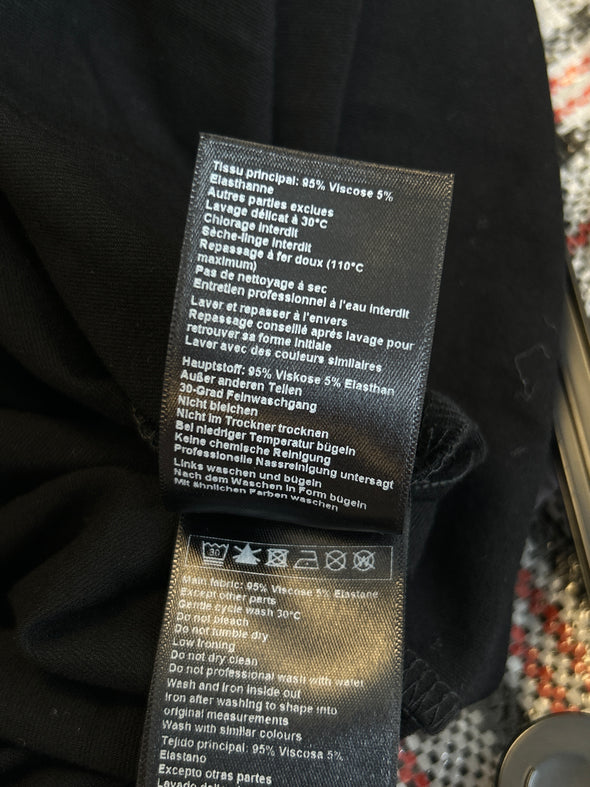 Tissu principal: 95% Viscose 5%
Elasthanne
Autres parties exclues
Lavage délicat à 30°C
Chlorage interdit
Sèche-linge interdit
Repassage à fer doux (110°C
maximum)
Pas de nettoyage à sec
Entretien professionnel à l'eau interdit
Laver et repasser à l'envers
Repassage conseillé après lavage pour
retrouver sa forme initiale
Laver avec des couleurs similaires
Hauptstoff: 95% Viskose 5% Elasthan
Außer anderen Teilen
30-Grad Feinwaschgang
Nicht bleichen
Nicht im Trockner trocknen
Bei niedriger Temperatur bügeln
Keine chemische Reinigung
Professionelle Nassreinigung untersagt
Links waschen und bügeln
Nach dem Waschen in Form bügeln
Mit ähnlichen Farben waschen
30 W
Main fabric: 95% Viscose 5% Elastane
Except other parts
Gentle cycle wash 30°C
Do not bleach
Do not tumble dry
Low ironing
Do not dry clean
Do not professional wash with water
Wash and iron inside out
Iron after washing to shape into
original measurements
Wash with similar colours
Tejido principal: 95% Viscosa 5%
Elastano
Excepto otras partes
Lavado